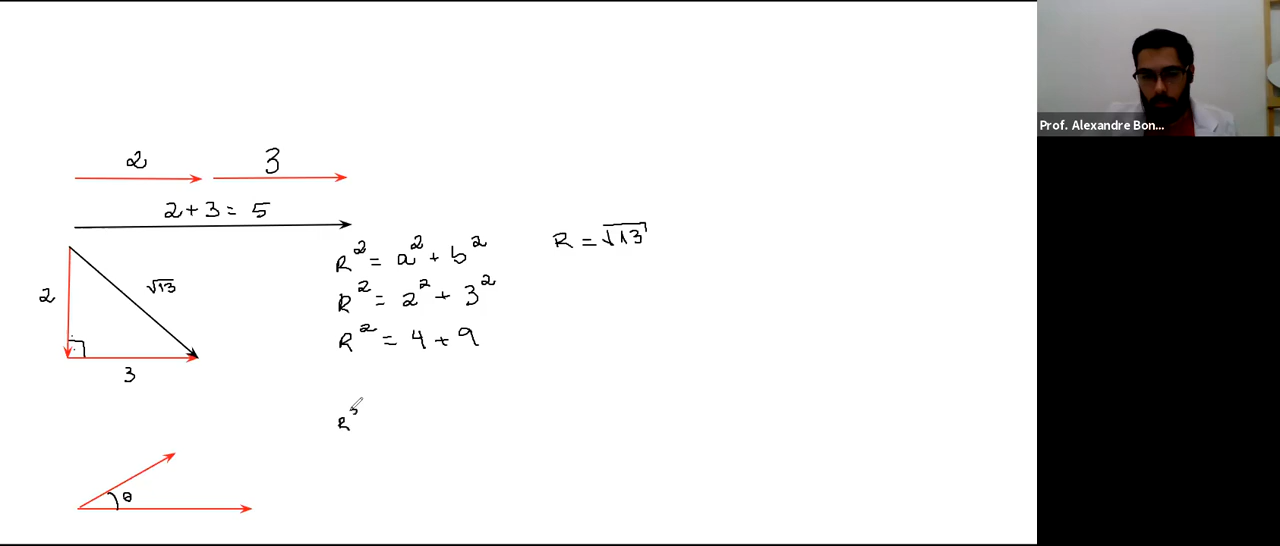 2
3
2 + 3 = 5
R² = a² + b²
R = √13
2
√13
R² = 2² + 3²
R² = 4 + 9
3
R
θ
Prof. Alexandre Bon...